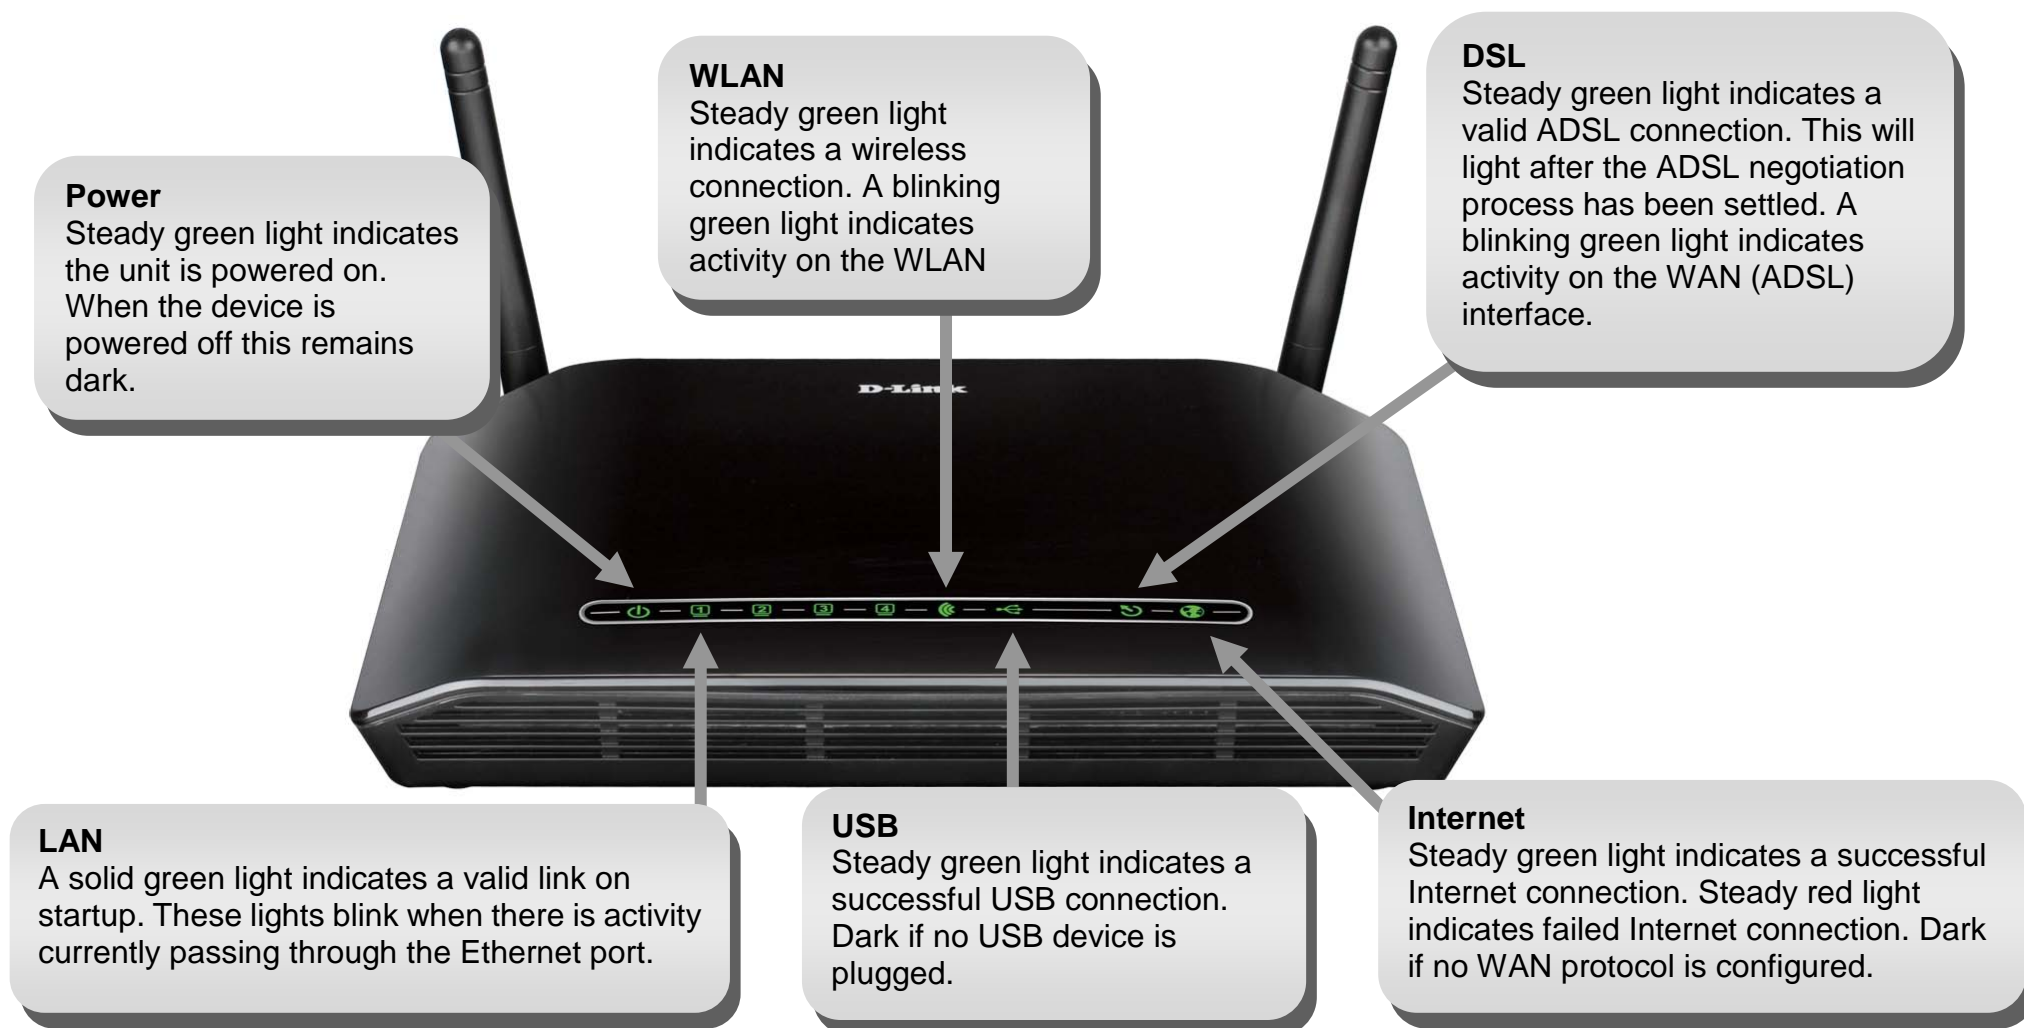 Power
Steady green light indicates
the unit is powered on.
When the device is
powered off this remains
dark.
WLAN
Steady green light
indicates a wireless
connection. A blinking
green light indicates
activity on the WLAN
DSL
Steady green light indicates a
valid ADSL connection. This will
light after the ADSL negotiation
process has been settled. A
blinking green light indicates
activity on the WAN (ADSL)
interface.
D-Link
1 2 3 4
LAN
A solid green light indicates a valid link on
startup. These lights blink when there is activity
currently passing through the Ethernet port.
USB
Steady green light indicates a
successful USB connection.
Dark if no USB device is
plugged.
Internet
Steady green light indicates a successful
Internet connection. Steady red light
indicates failed Internet connection. Dark
if no WAN protocol is configured.